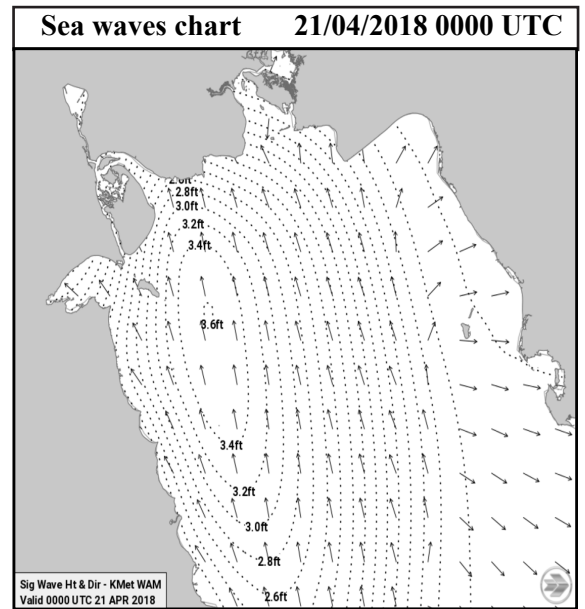 Sea waves chart 21/04/2018 0000 UTC
2.8ft
3.0ft
3.2ft
3.4ft
3.6ft
3.4ft
3.2ft
3.0ft
2.8ft
2.6ft
Sig Wave Ht & Dir - KMet WAM
Valid 0000 UTC 21 APR 2018